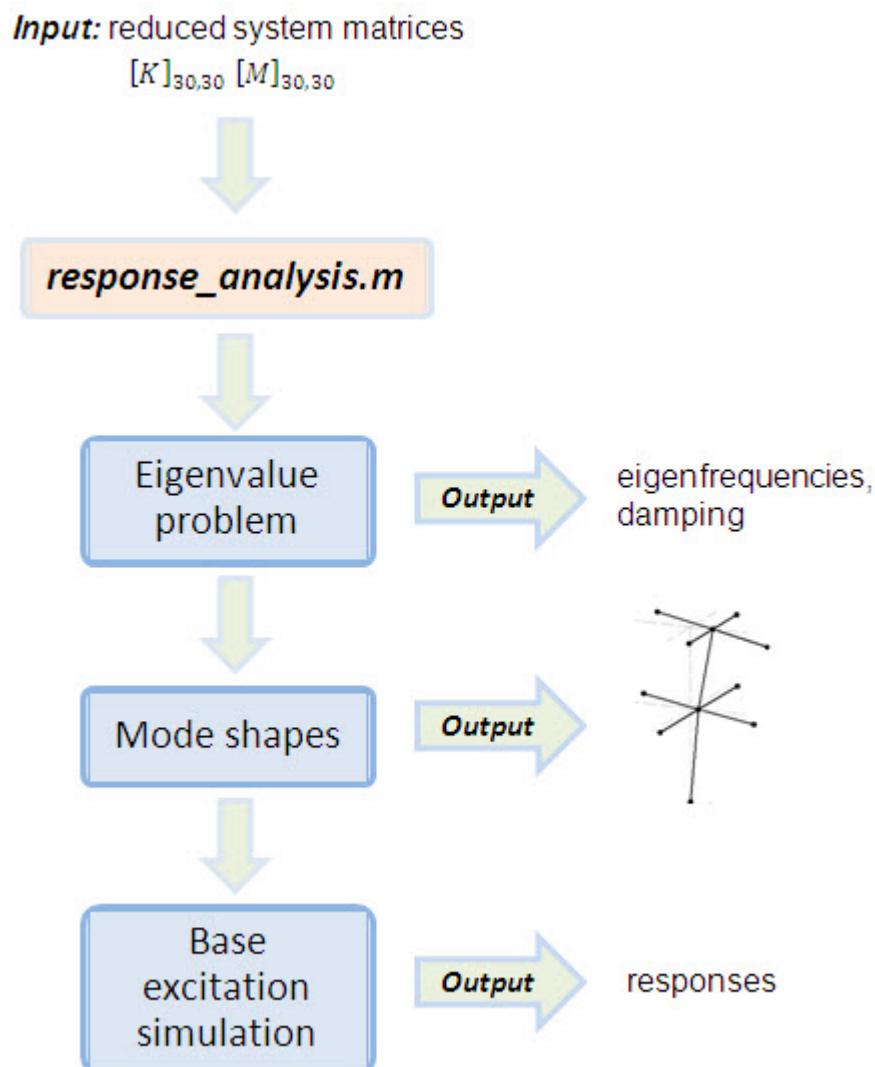 Input: reduced system matrices
[K]30,30 [M]30,30
response_analysis.m
Eigenvalue
problem
Output
eigenfrequencies,
damping
Mode shapes
Output
Base
excitation
simulation
Output
responses